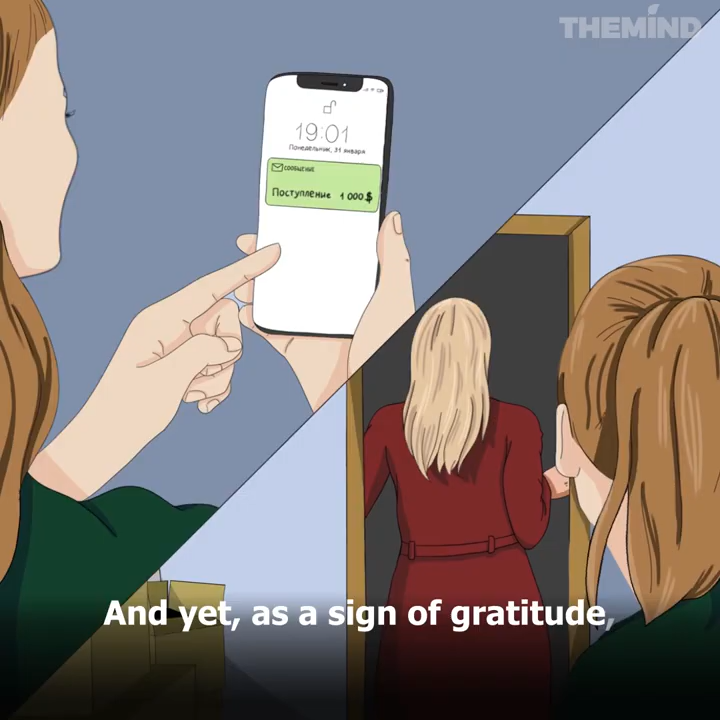 THEMIND
19:01
Понедельник, 31 января
СООБЩЕНИЕ
Поступление 1 000 $
And yet, as a sign of gratitude,